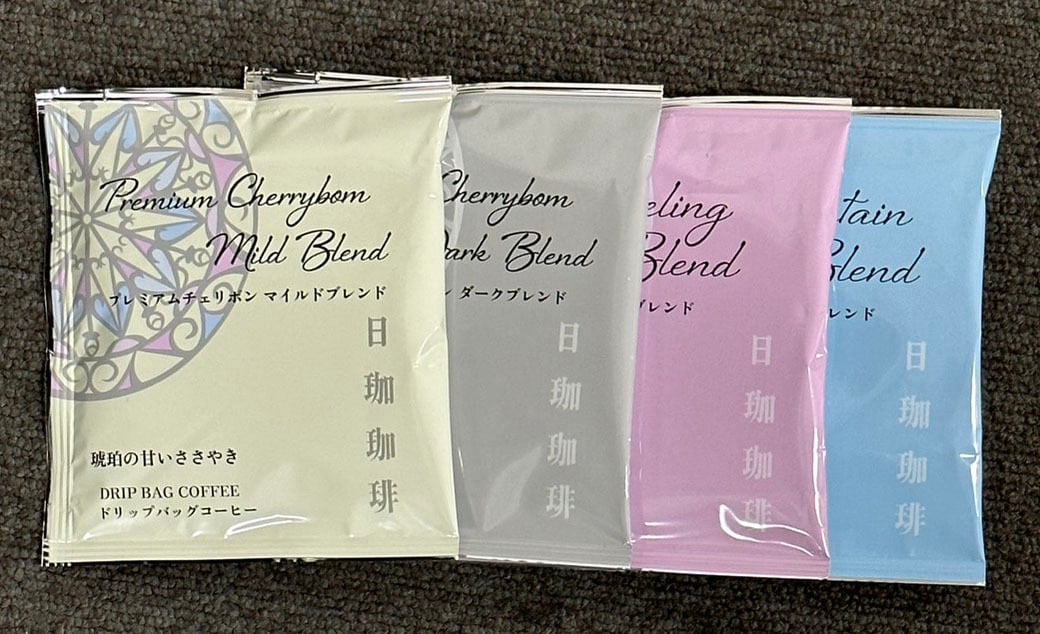 Premium Cherrybom
Mild Blend
プレミアムチェリボン マイルドブレンド
日珈珈琲
琥珀の甘いささやき
DRIP BAG COFFEE
ドリップバッグコーヒー
Cherrybom
Dark Blend
ン ダークブレンド
日珈珈琲
eling
Blend
ブレンド
日珈珈琲
tain
Blend
レンド
日珈珈琲